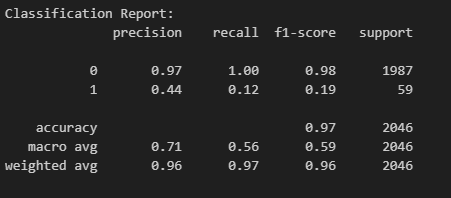 Classification Report:
precision recall f1-score support
0 0.97 1.00 0.98 1987
1 0.44 0.12 0.19 59
accuracy 0.97 2046
macro avg 0.71 0.56 0.59 2046
weighted avg 0.96 0.97 0.96 2046